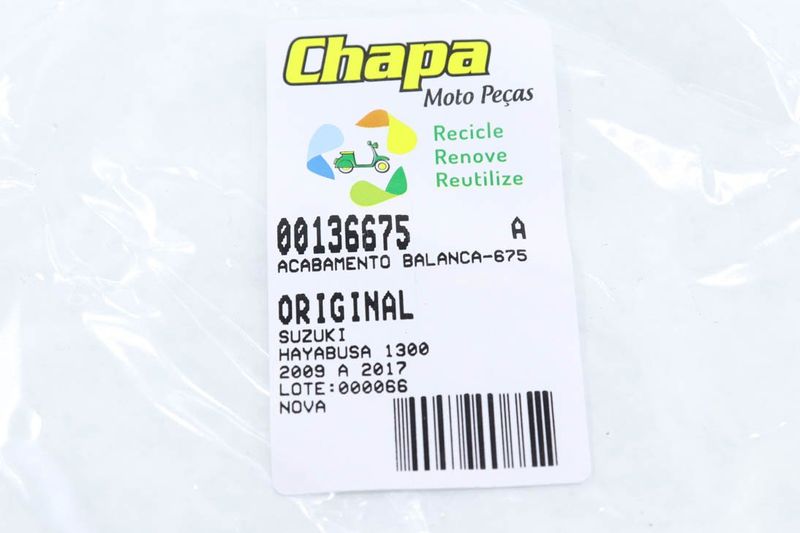 Chapa
Moto Peças
Recicle
Renove
Reutilize
00136675 A
ACABAMENTO BALANCA-675
ORIGINAL
SUZUKI
HAYABUSA 1300
2009 A 2017
LOTE:000066
NOVA